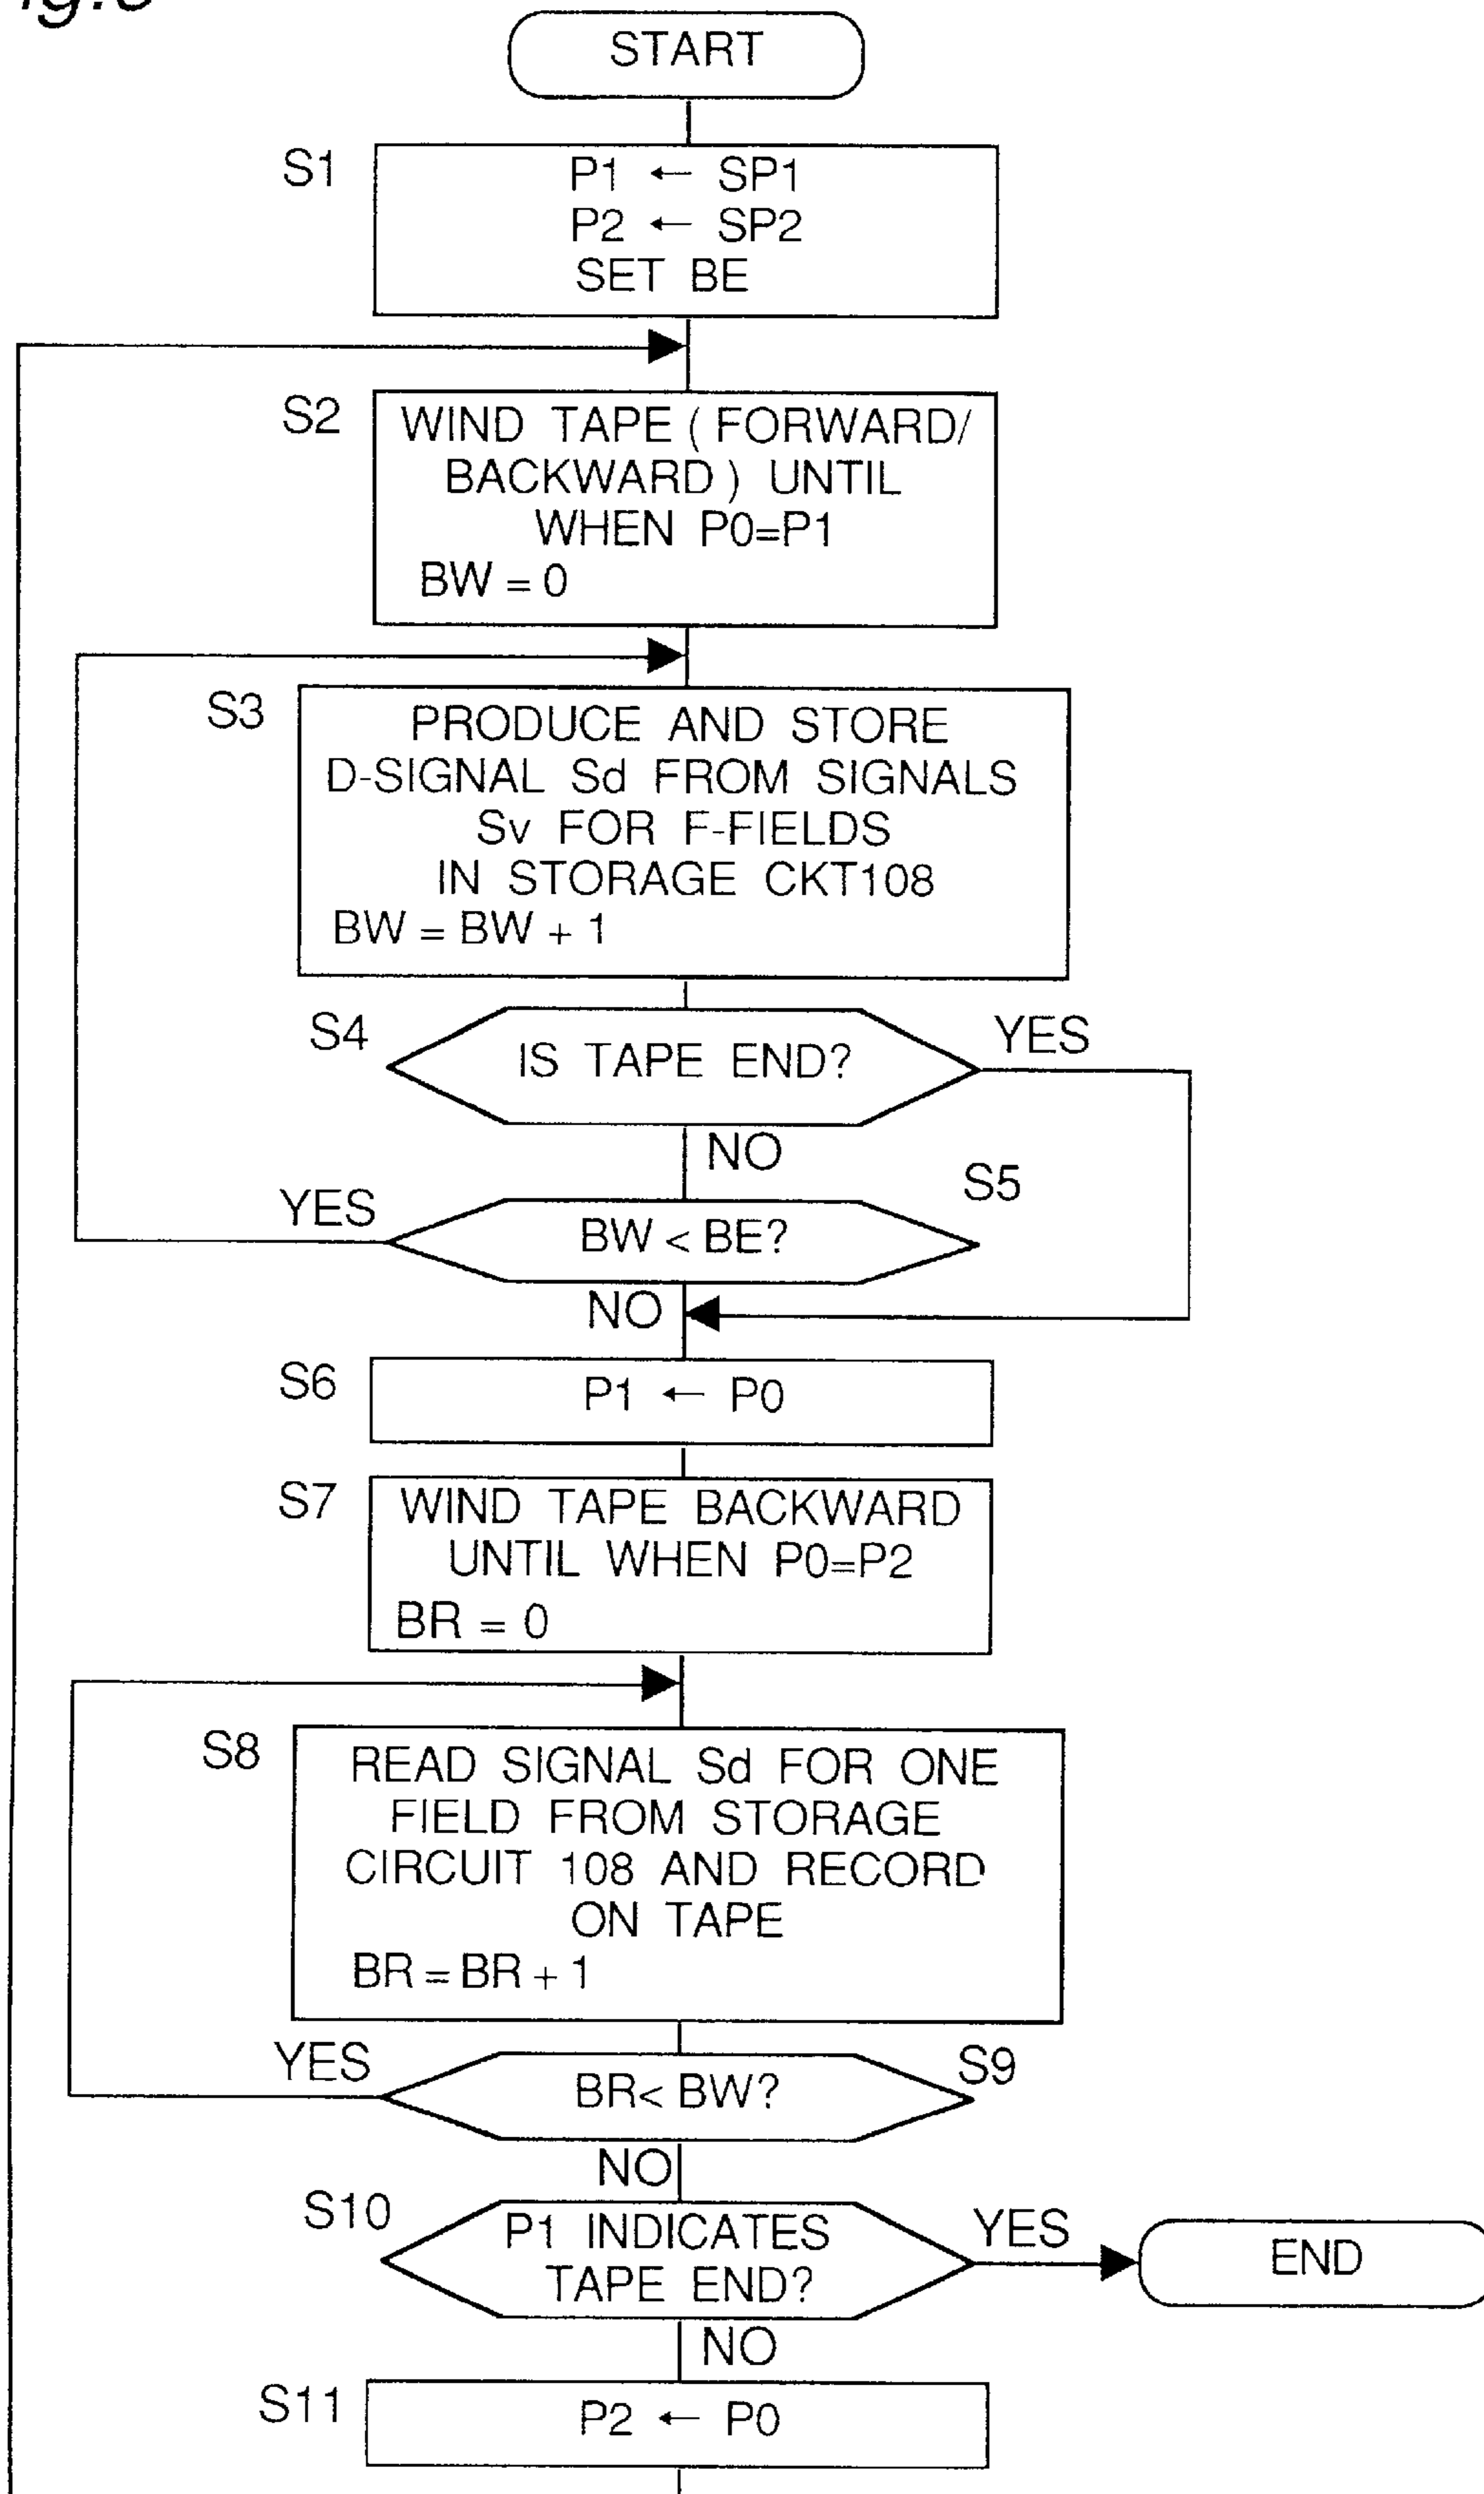 START
S1
P1 ← SP1
P2 ← SP2
SET BE
S2
WIND TAPE (FORWARD/
BACKWARD) UNTIL
WHEN P0=P1
BW = 0
S3
PRODUCE AND STORE
D-SIGNAL Sd FROM SIGNALS
Sv FOR F-FIELDS
IN STORAGE CKT108
BW = BW + 1
S4
IS TAPE END?
YES
NO
S5
YES
BW < BE?
NO
S6
P1 ← P0
S7
WIND TAPE BACKWARD
UNTIL WHEN P0=P2
BR = 0
S8
READ SIGNAL Sd FOR ONE
FIELD FROM STORAGE
CIRCUIT 108 AND RECORD
ON TAPE
BR = BR + 1
YES
BR< BW?
S9
NO
S10
P1 INDICATES
TAPE END?
YES
END
NO
S11
P2 ← P0